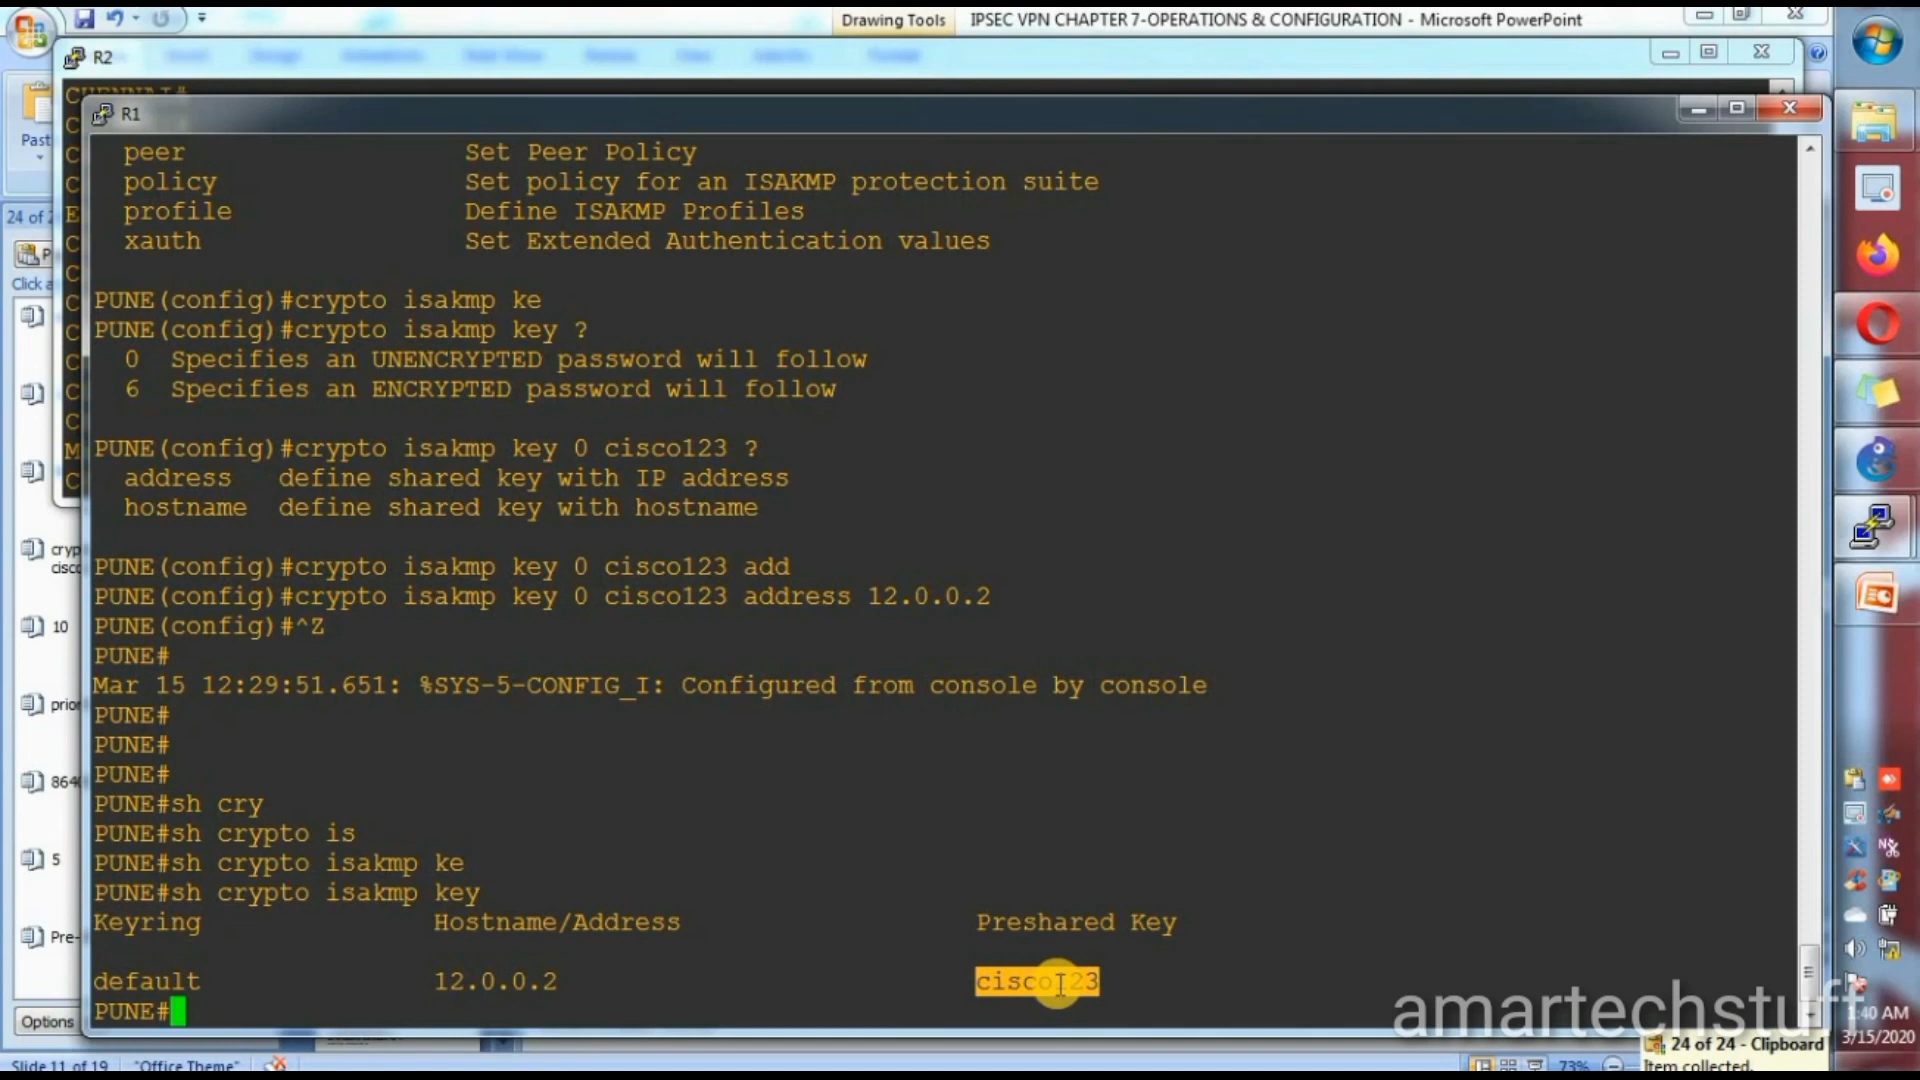 Drawing Tools
IPSEC VPN CHAPTER 7-OPERATIONS & CONFIGURATION - Microsoft PowerPoint
R2
R1
Past
24 of 2
Click a
peer Set Peer Policy
policy Set policy for an ISAKMP protection suite
profile Define ISAKMP Profiles
xauth Set Extended Authentication values
PUNE(config)#crypto isakmp ke
PUNE(config)#crypto isakmp key ?
0 Specifies an UNENCRYPTED password will follow
6 Specifies an ENCRYPTED password will follow
PUNE(config)#crypto isakmp key 0 cisco123 ?
address define shared key with IP address
hostname define shared key with hostname
cryp
cisco
PUNE(config)#crypto isakmp key 0 cisco123 add
PUNE(config)#crypto isakmp key 0 cisco123 address 12.0.0.2
10
PUNE(config)#^Z
PUNE#
Mar 15 12:29:51.651: %SYS-5-CONFIG_I: Configured from console by console
prior
PUNE#
PUNE#
PUNE#
8640
PUNE#sh cry
PUNE#sh crypto is
5
PUNE#sh crypto isakmp ke
PUNE#sh crypto isakmp key
Keyring Hostname/Address Preshared Key
Pre-
default 12.0.0.2 cisco123
PUNE#
Options
amartechstuff
1:40 AM
3/15/2020
24 of 24 - Clipboard
Item collected.
Slide 11 of 19
"Office Theme"
73%